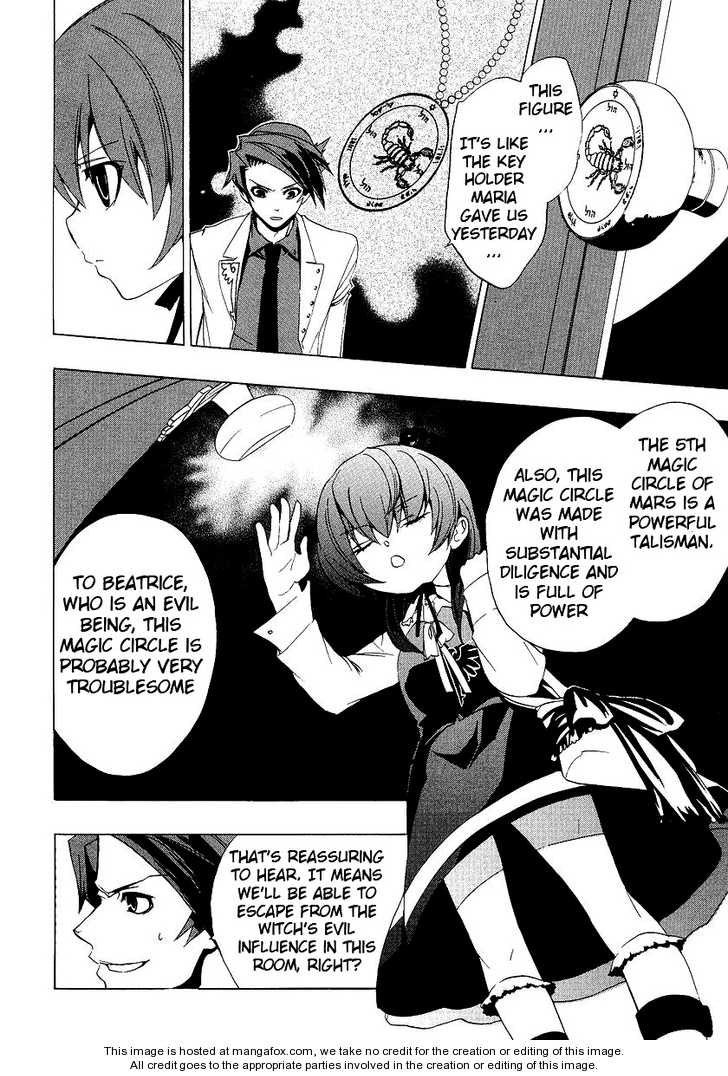 THIS
FIGURE
...
IT'S LIKE
THE KEY
HOLDER
MARIA
GAVE US
YESTERDAY
...
THE 5TH
MAGIC
CIRCLE OF
MARS IS A
POWERFUL
TALISMAN.
ALSO, THIS
MAGIC CIRCLE
WAS MADE
WITH
SUBSTANTIAL
DILIGENCE AND
IS FULL OF
POWER
TO BEATRICE,
WHO IS AN EVIL
BEING, THIS
MAGIC CIRCLE IS
PROBABLY VERY
TROUBLESOME
THAT'S REASSURING
TO HEAR. IT MEANS
WE'LL BE ABLE TO
ESCAPE FROM THE
WITCH'S EVIL
INFLUENCE IN THIS
ROOM, RIGHT?
This image is hosted at mangafox.com, we take no credit for the creation or editing of this image.
All credit goes to the appropriate parties involved in the creation or editing of this image.